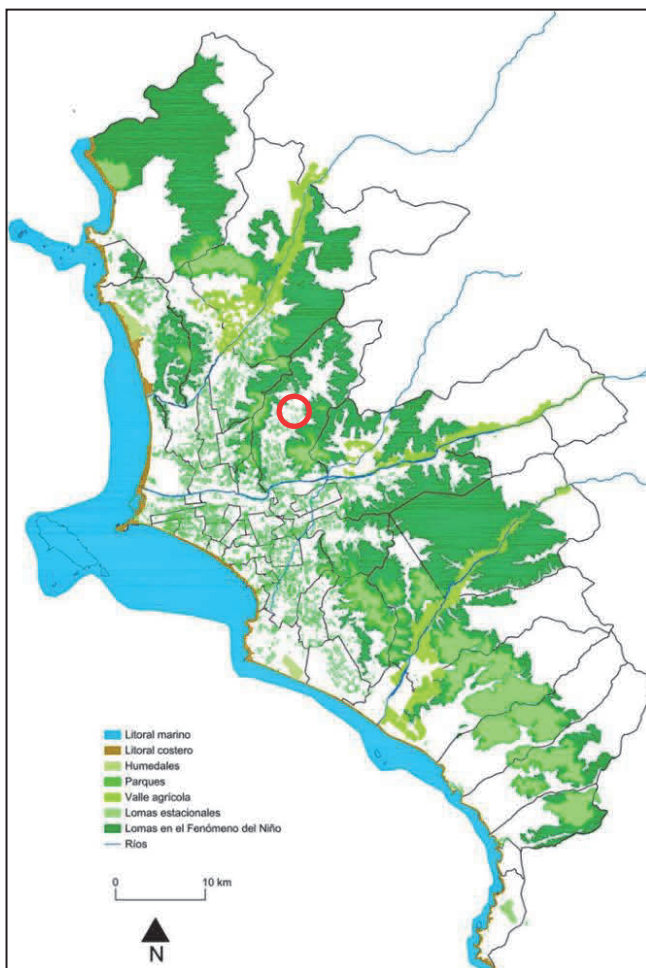 Litoral marino
Litoral costero
Humedales
Parques
Valle agrícola
Lomas estacionales
Lomas en el Fenómeno del Niño
Ríos
0 10 km
N